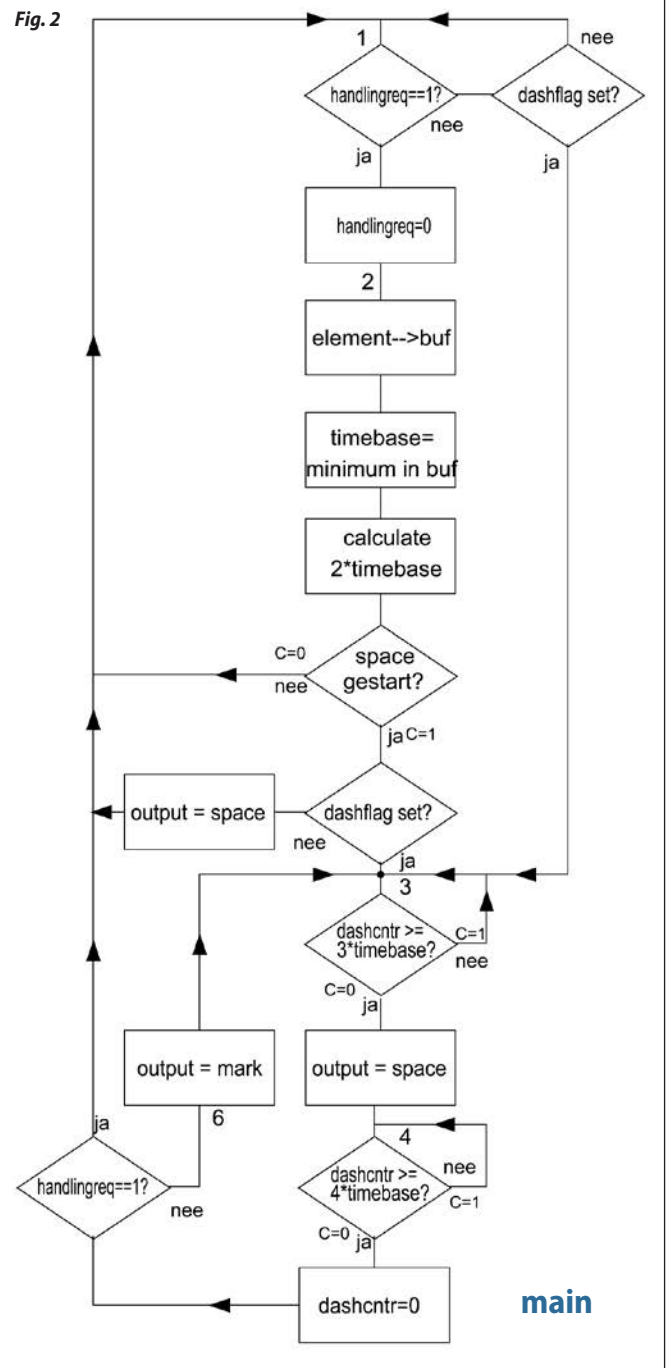 Fig. 2
nee
1
handlingreq==1?
dashflag set?
nee
ja
ja
handlingreq=0
2
element-->buf
timebase=
minimum in buf
calculate
2*timebase
C=0
space
gestart?
nee
ja C=1
output = space
dashflag set?
nee
ja
3
dashcntr >=
3*timebase?
C=1
nee
C=0
ja
output = mark
output = space
6
ja
4
handlingreq==1?
nee
dashcntr >=
4*timebase?
nee
C=1
C=0
ja
dashcntr=0
main